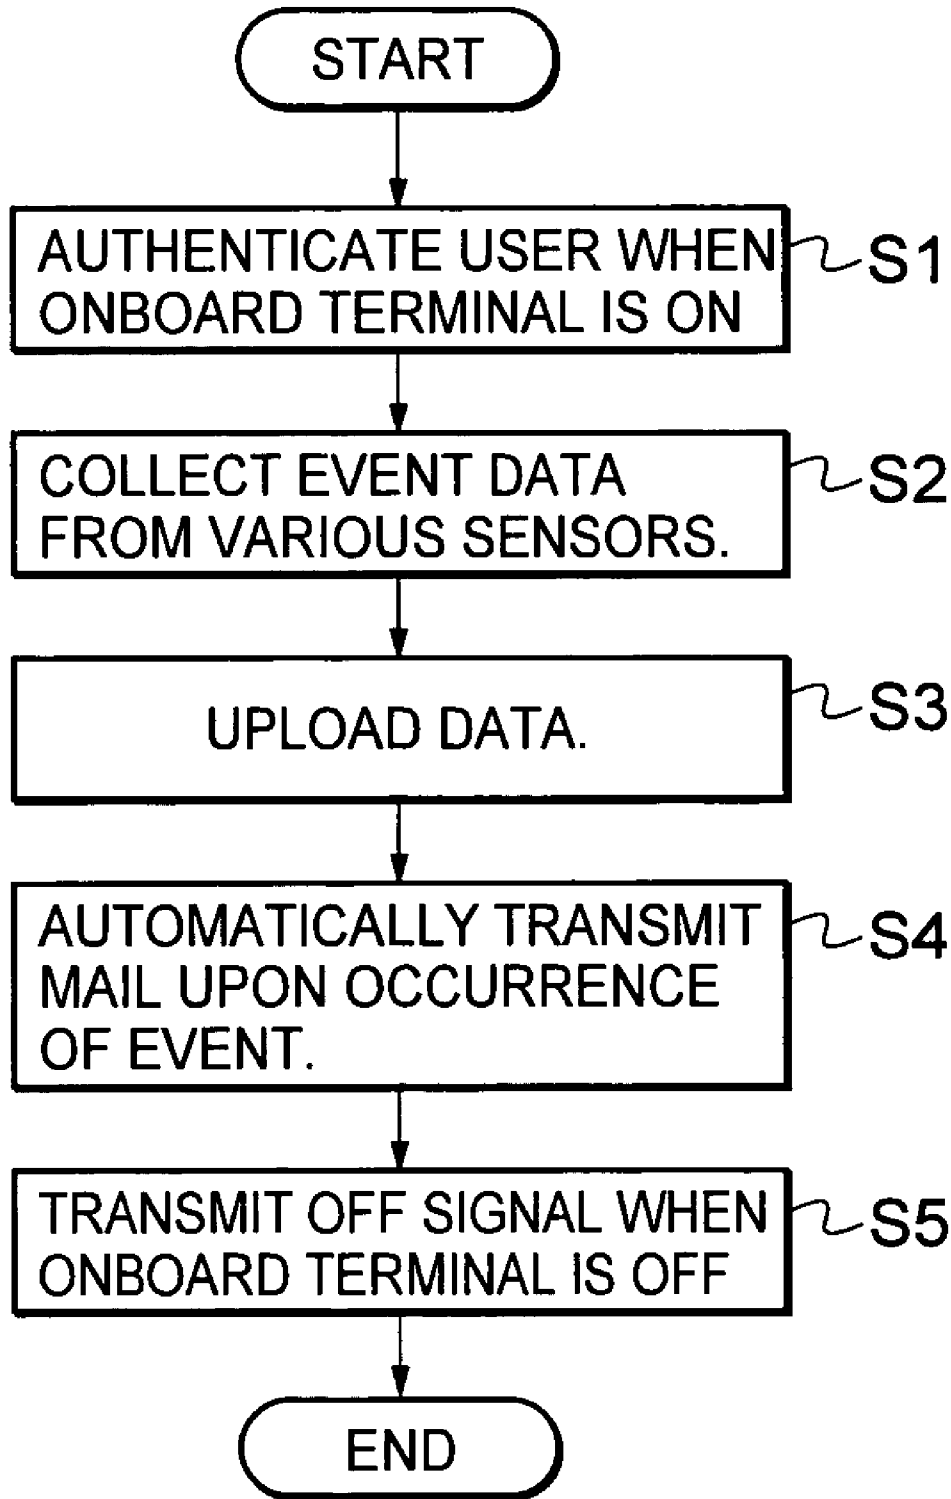 START
AUTHENTICATE USER WHEN
ONBOARD TERMINAL IS ON
S1
COLLECT EVENT DATA
FROM VARIOUS SENSORS.
S2
UPLOAD DATA.
S3
AUTOMATICALLY TRANSMIT
MAIL UPON OCCURRENCE
OF EVENT.
S4
TRANSMIT OFF SIGNAL WHEN
ONBOARD TERMINAL IS OFF
S5
END